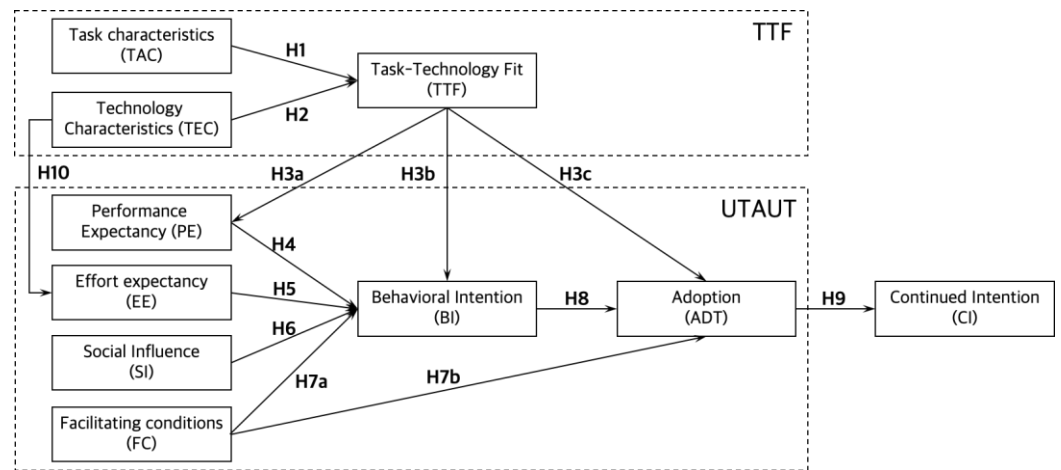 TTF
Task characteristics
(TAC)
H1
Task-Technology Fit
(TTF)
Technology
Characteristics (TEC)
H2
H10
H3a
H3b
H3c
UTAUT
Performance
Expectancy (PE)
H4
Effort expectancy
(EE)
H5
Behavioral Intention
(BI)
H8
Adoption
(ADT)
H9
Continued Intention
(CI)
H6
Social Influence
(SI)
H7a
H7b
Facilitating conditions
(FC)